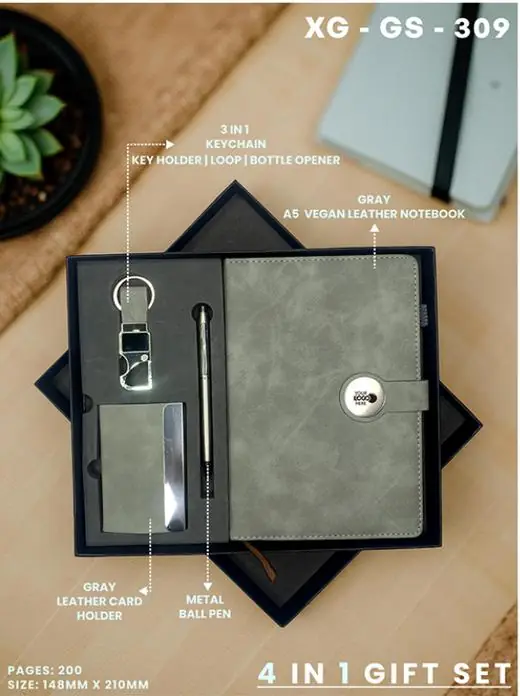 XG - GS - 309
3 IN 1
KEYCHAIN
KEY HOLDER | LOOP | BOTTLE OPENER
GRAY
A5 VEGAN LEATHER NOTEBOOK
YOUR
LOGO
HERE
GRAY
LEATHER CARD
HOLDER
METAL
BALL PEN
PAGES: 200
SIZE: 148MM X 210MM
4 IN 1 GIFT SET